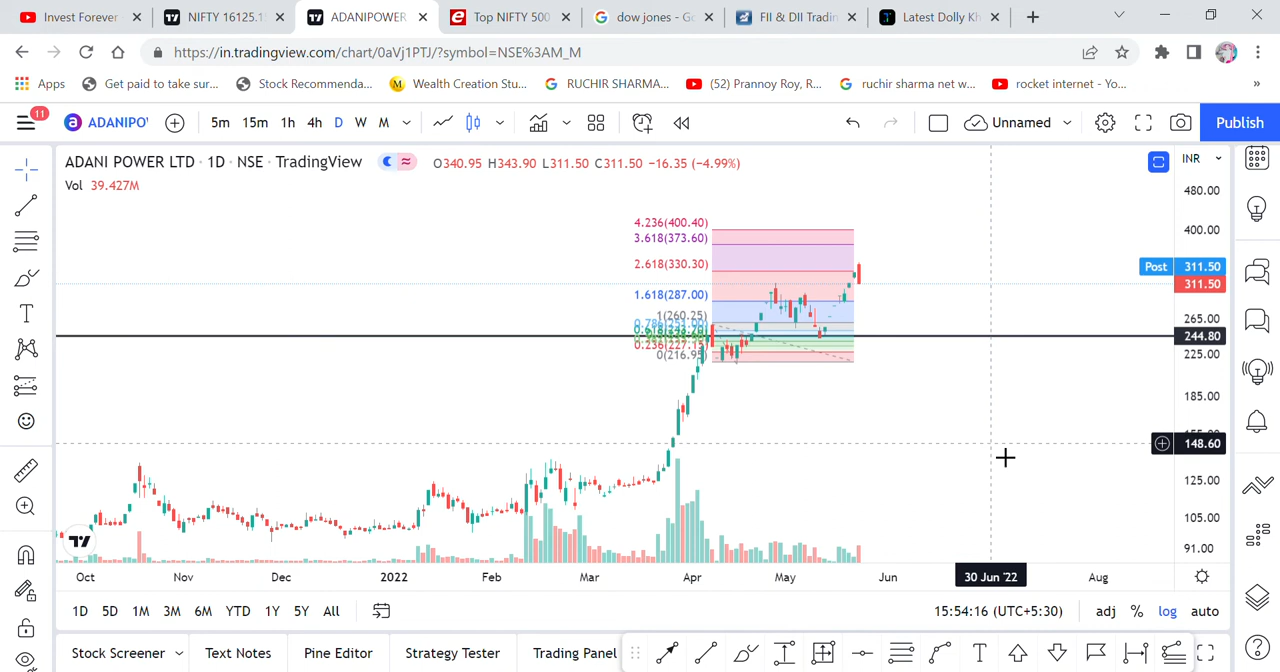 Invest Forever
NIFTY 16125.1
ADANIPOWER
Top NIFTY 500
dow jones - Go
FII & DII Tradin
Latest Dolly Kh
https://in.tradingview.com/chart/0aVj1PTJ/?symbol=NSE%3AM_M
Apps
Get paid to take sur...
Stock Recommenda...
Wealth Creation Stu...
RUCHIR SHARMA...
(52) Prannoy Roy, R...
ruchir sharma net w...
rocket internet - Yo...
»
11
ADANIPO
5m 15m 1h 4h D W M
Unnamed
Publish
ADANI POWER LTD · 1D · NSE · TradingView
O340.95 H343.90 L311.50 C311.50 −16.35 (−4.99%)
Vol 39.427M
INR
480.00
400.00
Post 311.50
311.50
265.00
244.80
225.00
185.00
148.60
125.00
105.00
91.00
4.236(400.40)
3.618(373.60)
2.618(330.30)
1.618(287.00)
1(260.25)
0.236(227.15)
0(216.95)
Oct Nov Dec 2022 Feb Mar Apr May Jun 30 Jun '22 Aug
1D 5D 1M 3M 6M YTD 1Y 5Y All
15:54:16 (UTC+5:30)
adj % log auto
Stock Screener
Text Notes
Pine Editor
Strategy Tester
Trading Panel